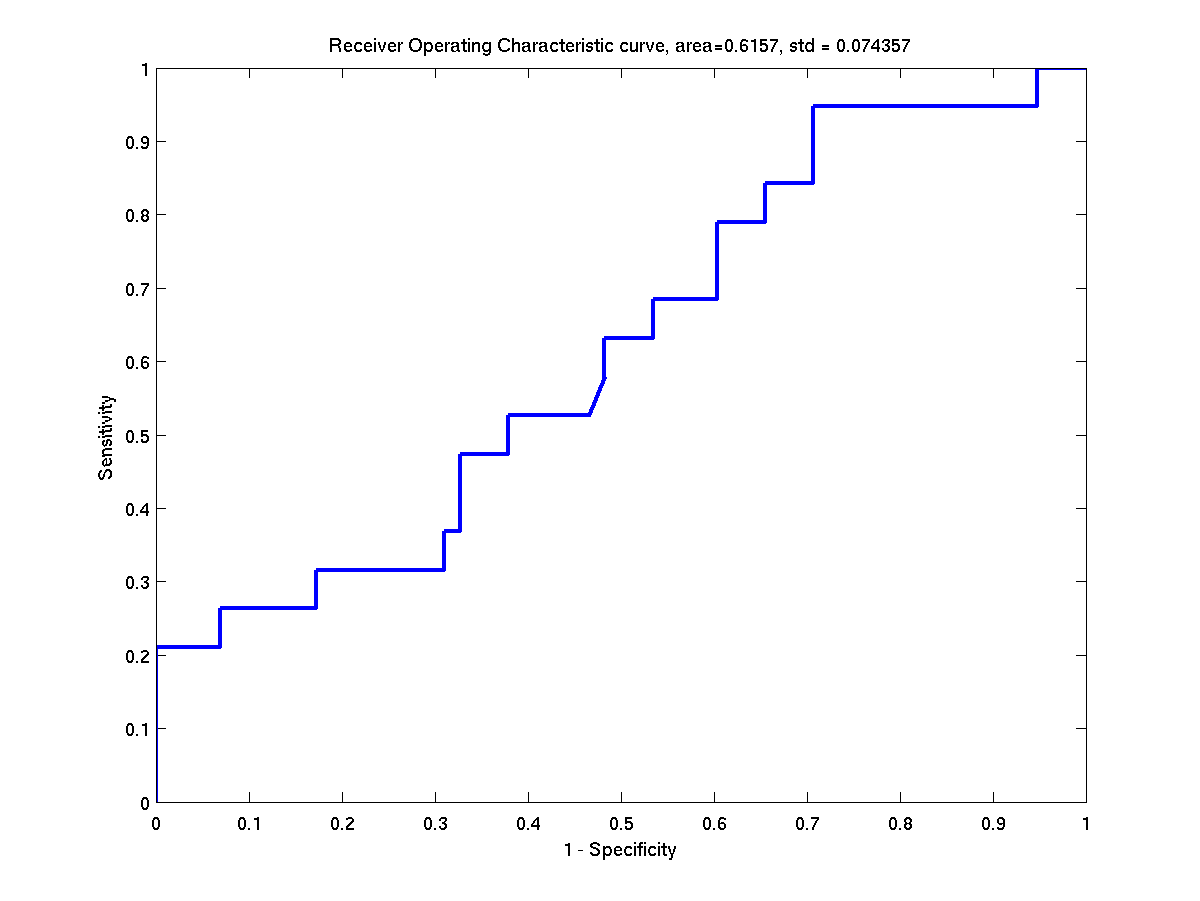 Receiver Operating Characteristic curve, area=0.6157, std = 0.074357
1
0.9
0.8
0.7
0.6
0.5
0.4
0.3
0.2
0.1
0
Sensitivity
0 0.1 0.2 0.3 0.4 0.5 0.6 0.7 0.8 0.9 1
1 - Specificity